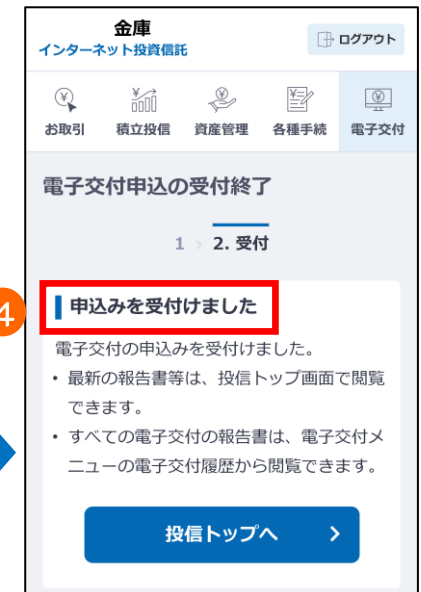 金庫
インターネット投資信託
ログアウト
お取引 積立投信 資産管理 各種手続 電子交付
電子交付申込の受付終了
1 > 2. 受付
4
申込みを受付けました
電子交付の申込みを受付けました。
・最新の報告書等は、投信トップ画面で閲覧
できます。
・すべての電子交付の報告書は、電子交付メ
ニューの電子交付履歴から閲覧できます。
投信トップへ >